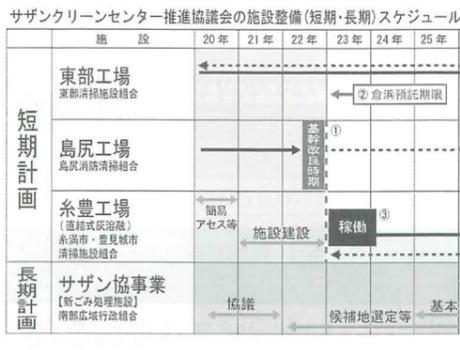 サザンクリーンセンター推進協議会の施設整備(短期・長期)スケジュール
施設
20年
21年
22年
23年
24年
25年
短期計画
東部工場
東部清掃施設組合
②倉浜預託期限
島尻工場
島尻消防清掃組合
基幹改良時期
①
糸豊工場
(直結式灰溶融)
糸満市・豊見城市
清掃施設組合
簡易
アセス等
施設建設
稼働
③
長期計画
サザン協事業
【新ごみ処理施設】
南部広域行政組合
協議
候補地選定等
基本